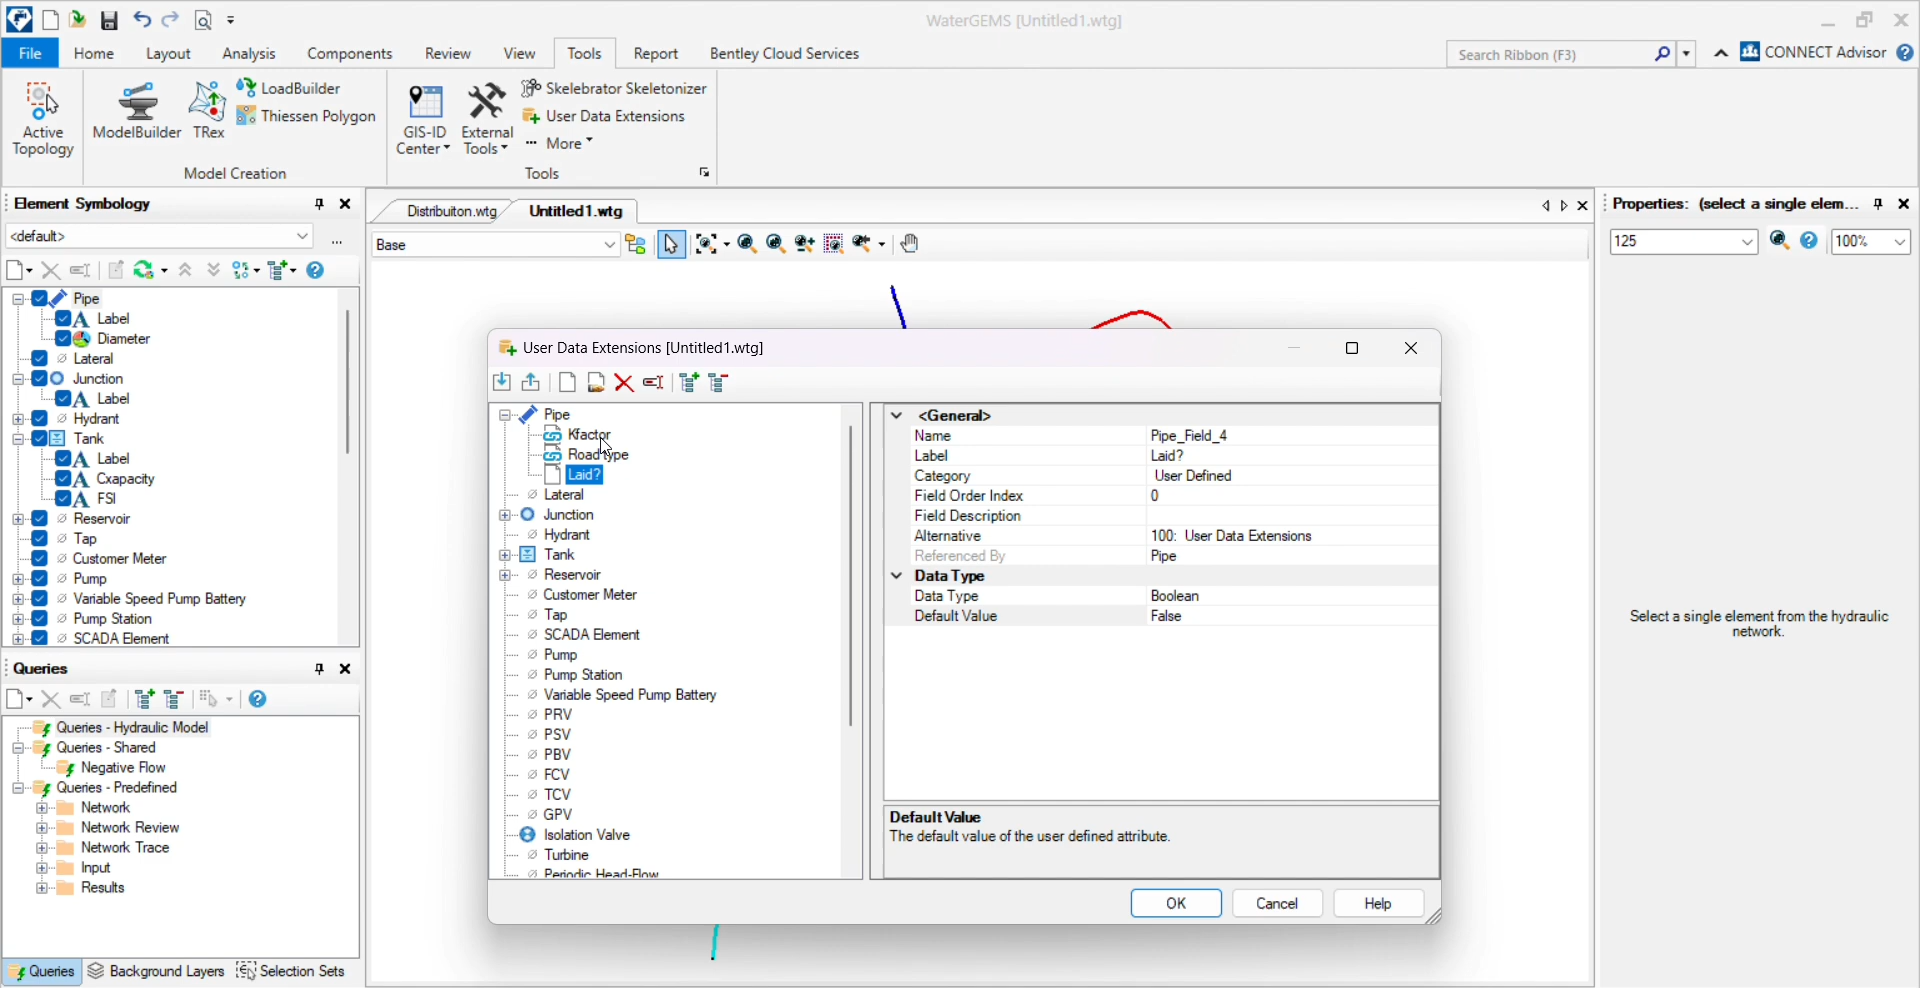 WaterGEMS [Untitled1.wtg]
File Home Layout Analysis Components Review View Tools Report Bentley Cloud Services
Search Ribbon (F3)
CONNECT Advisor
Active Topology
ModelBuilder
TRex
LoadBuilder
Thiessen Polygon
Model Creation
GIS-ID Center
External Tools
Skelebrator Skeletonizer
User Data Extensions
More
Tools
Element Symbology
<default>
...
Pipe
Label
Diameter
Lateral
Junction
Label
Hydrant
Tank
Label
Cxapacity
FSI
Reservoir
Tap
Customer Meter
Pump
Variable Speed Pump Battery
Pump Station
SCADA Element
Queries
Queries - Hydraulic Model
Queries - Shared
Negative Flow
Queries - Predefined
Network
Network Review
Network Trace
Input
Results
Queries Background Layers Selection Sets
Distribuiton.wtg Untitled1.wtg
Base
User Data Extensions [Untitled1.wtg]
Pipe
Kfactor
Road type
Laid?
Lateral
Junction
Hydrant
Tank
Reservoir
Customer Meter
Tap
SCADA Element
Pump
Pump Station
Variable Speed Pump Battery
PRV
PSV
PBV
FCV
TCV
GPV
Isolation Valve
Turbine
Periodic Head-Flow
<General>
Name Pipe_Field_4
Label Laid?
Category User Defined
Field Order Index 0
Field Description
Alternative 100: User Data Extensions
Referenced By Pipe
Data Type
Data Type Boolean
Default Value False
Default Value
The default value of the user defined attribute.
OK Cancel Help
Properties: (select a single elem...
125
100%
Select a single element from the hydraulic
network.